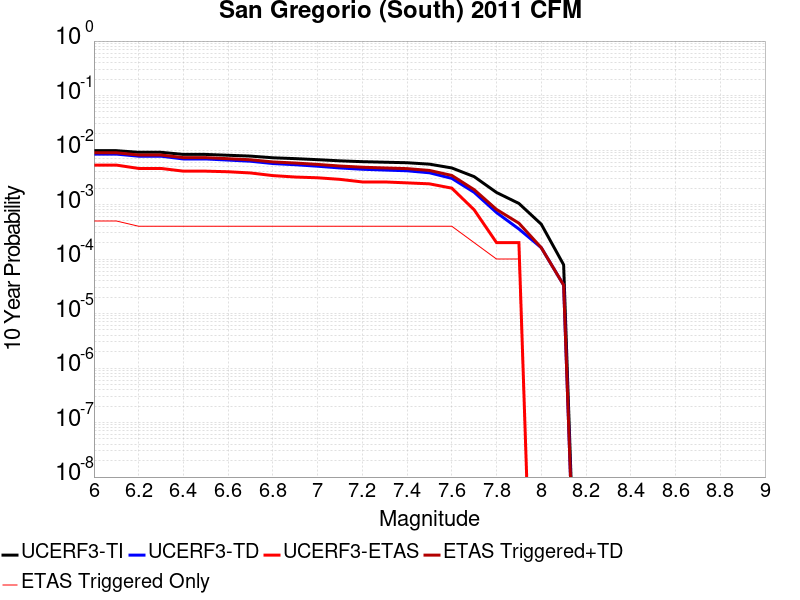 San Gregorio (South) 2011 CFM
10^0
10^-1
10^-2
10^-3
10^-4
10^-5
10^-6
10^-7
10^-8
10 Year Probability
6 6.2 6.4 6.6 6.8 7 7.2 7.4 7.6 7.8 8 8.2 8.4 8.6 8.8 9
Magnitude
UCERF3-TI UCERF3-TD UCERF3-ETAS ETAS Triggered+TD
ETAS Triggered Only